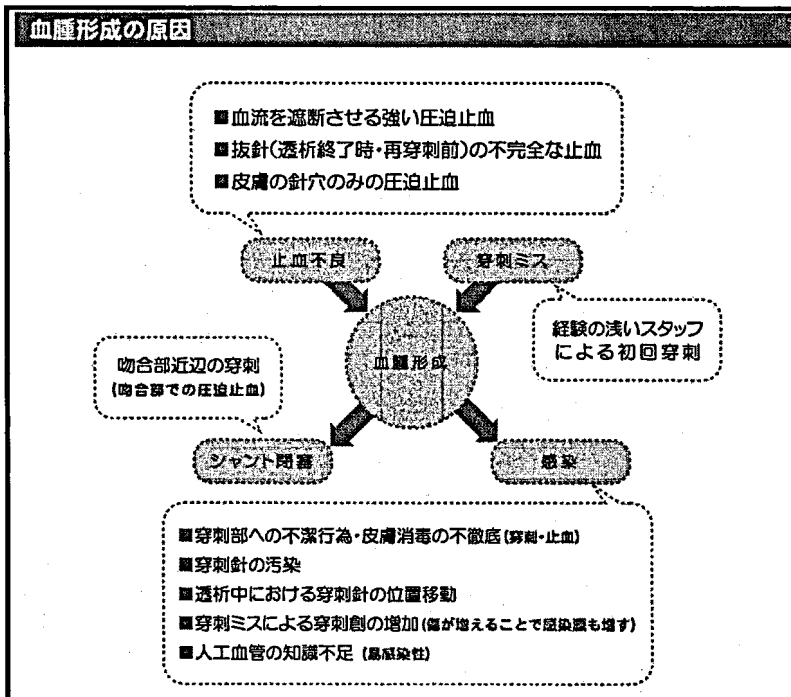 血腫形成の原因
■血流を遮断させる強い圧迫止血
■抜針(透析終了時・再穿刺前)の不完全な止血
■皮膚の針穴のみの圧迫止血
止血不良
穿刺ミス
経験の浅いスタッフ
による初回穿刺
血腫形成
吻合部近辺の穿刺
(吻合部での圧迫止血)
シャント閉塞
感染
■穿刺部への不潔行為・皮膚消毒の不徹底(穿刺・止血)
■穿刺針の汚染
■透析中における穿刺針の位置移動
■穿刺ミスによる穿刺創の増加(傷が増えることで感染源も増す)
■人工血管の知識不足(易感染性)